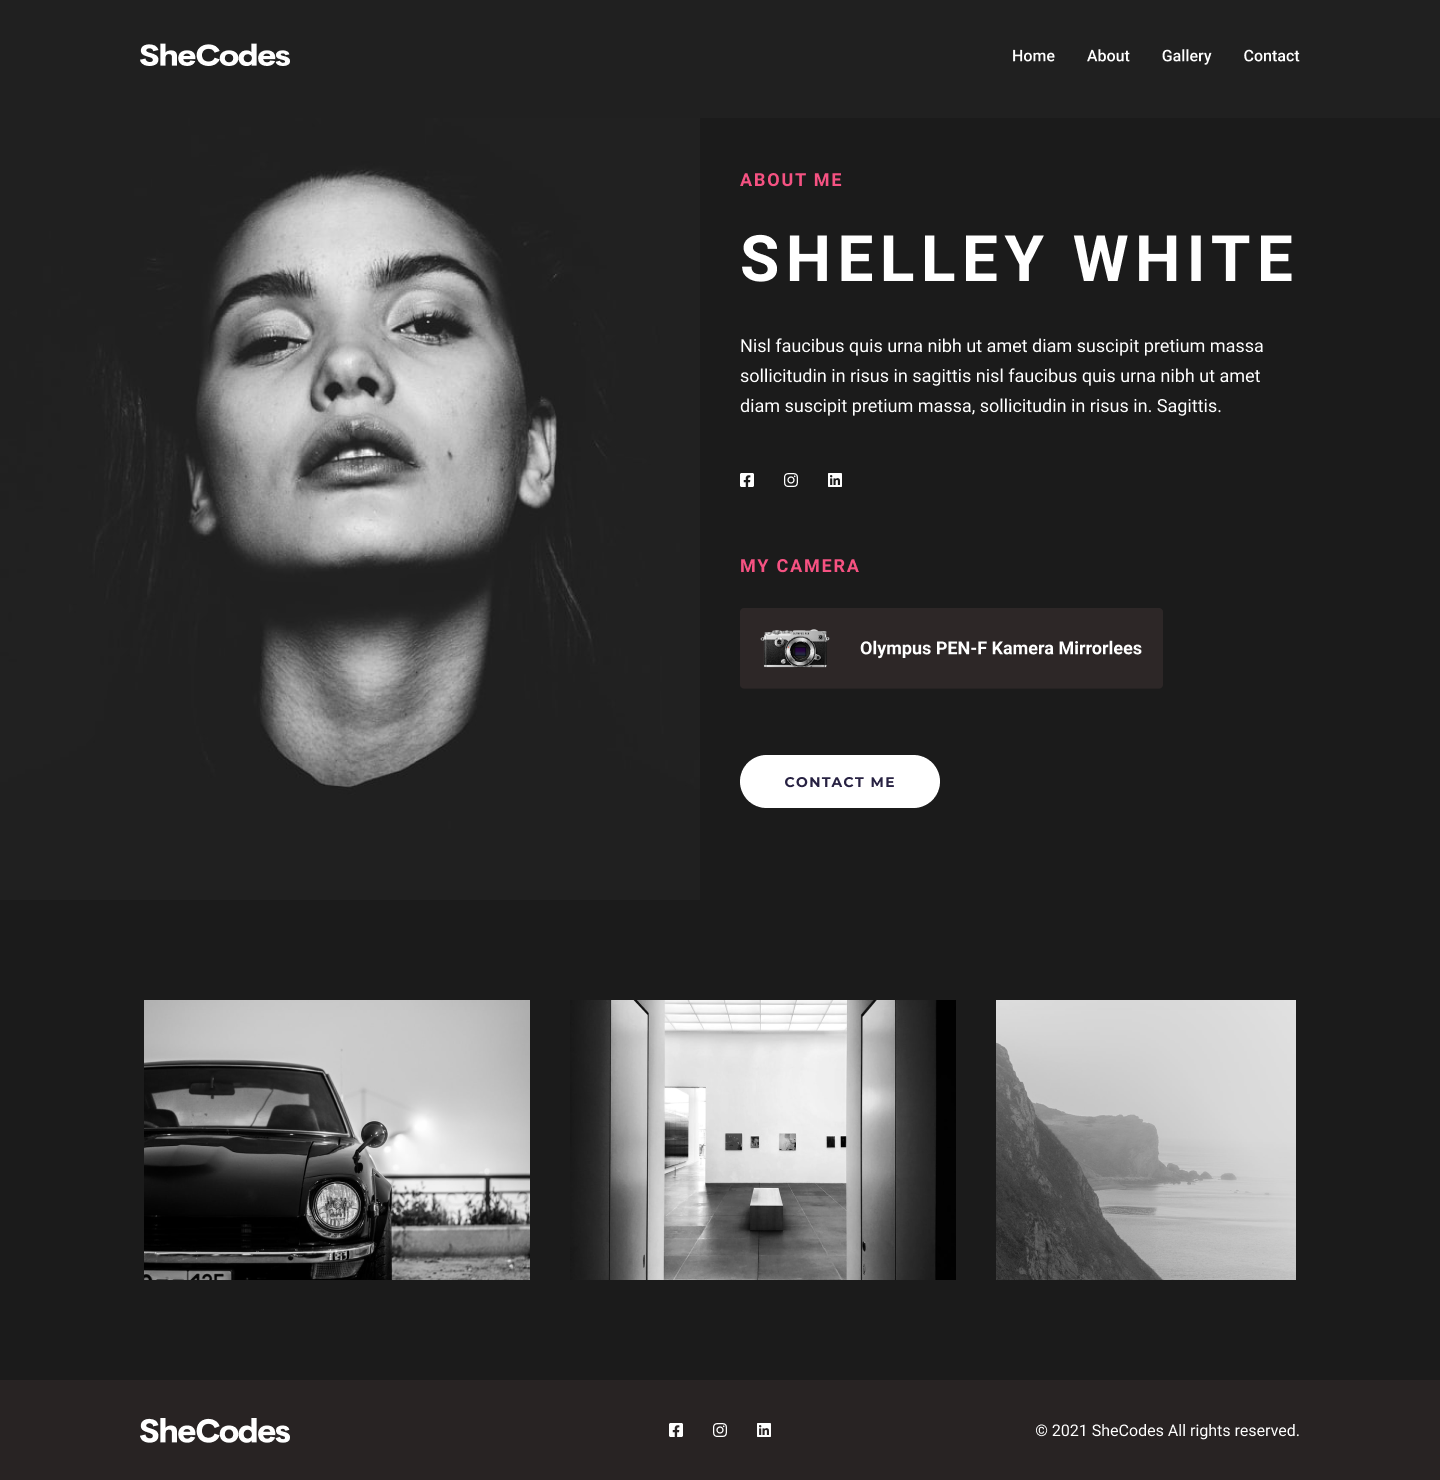 SheCodes
Home About Gallery Contact
ABOUT ME
SHELLEY WHITE
Nisl faucibus quis urna nibh ut amet diam suscipit pretium massa
sollicitudin in risus in sagittis nisl faucibus quis urna nibh ut amet
diam suscipit pretium massa, sollicitudin in risus in. Sagittis.
MY CAMERA
Olympus PEN-F Kamera Mirrorlees
CONTACT ME
SheCodes
© 2021 SheCodes All rights reserved.